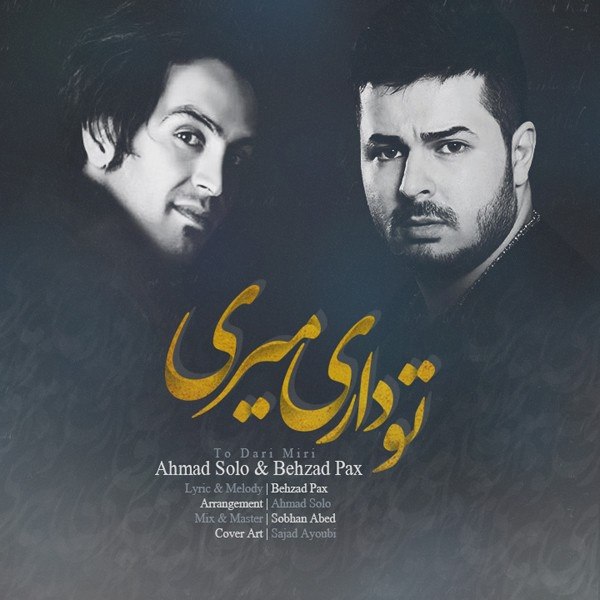 تو داری میری
To Dari Miri
Ahmad Solo & Behzad Pax
Lyric & Melody | Behzad Pax
Arrangement | Ahmad Solo
Mix & Master | Sobhan Abed
Cover Art | Sajad Ayoubi